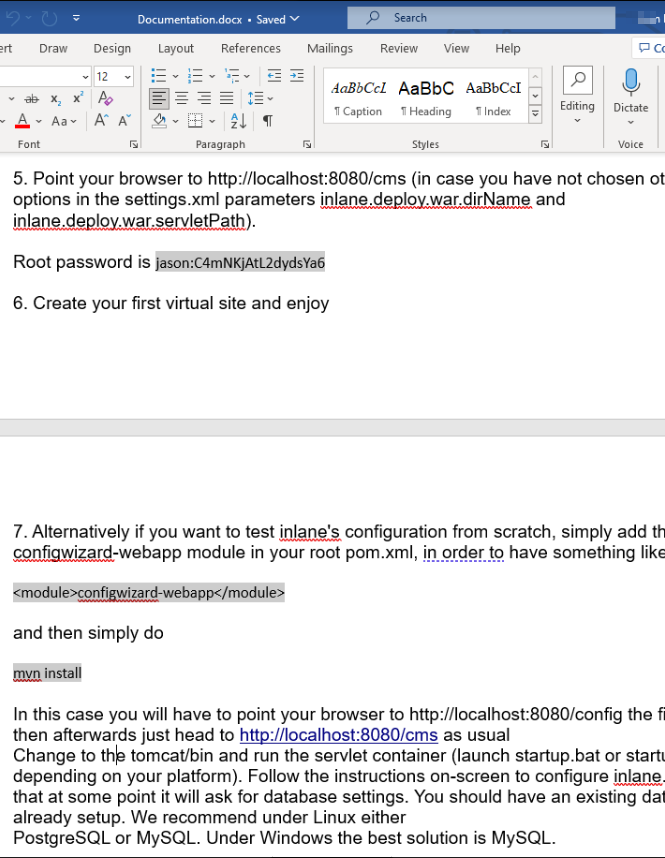 Documentation.docx • Saved
Search
Draw Design Layout References Mailings Review View Help
12
AaBbCcI AaBbC AaBbCcI
¶ Caption ¶ Heading ¶ Index
Editing
Dictate
Font Paragraph Styles Voice
5. Point your browser to http://localhost:8080/cms (in case you have not chosen ot
options in the settings.xml parameters inlane.deploy.war.dirName and
inlane.deploy.war.servletPath).
Root password is jason:C4mNKjAtL2dydsYa6
6. Create your first virtual site and enjoy
7. Alternatively if you want to test inlane's configuration from scratch, simply add th
configwizard-webapp module in your root pom.xml, in order to have something like
<module>configwizard-webapp</module>
and then simply do
mvn install
In this case you will have to point your browser to http://localhost:8080/config the fi
then afterwards just head to http://localhost:8080/cms as usual
Change to the tomcat/bin and run the servlet container (launch startup.bat or startu
depending on your platform). Follow the instructions on-screen to configure inlane.
that at some point it will ask for database settings. You should have an existing dat
already setup. We recommend under Linux either
PostgreSQL or MySQL. Under Windows the best solution is MySQL.